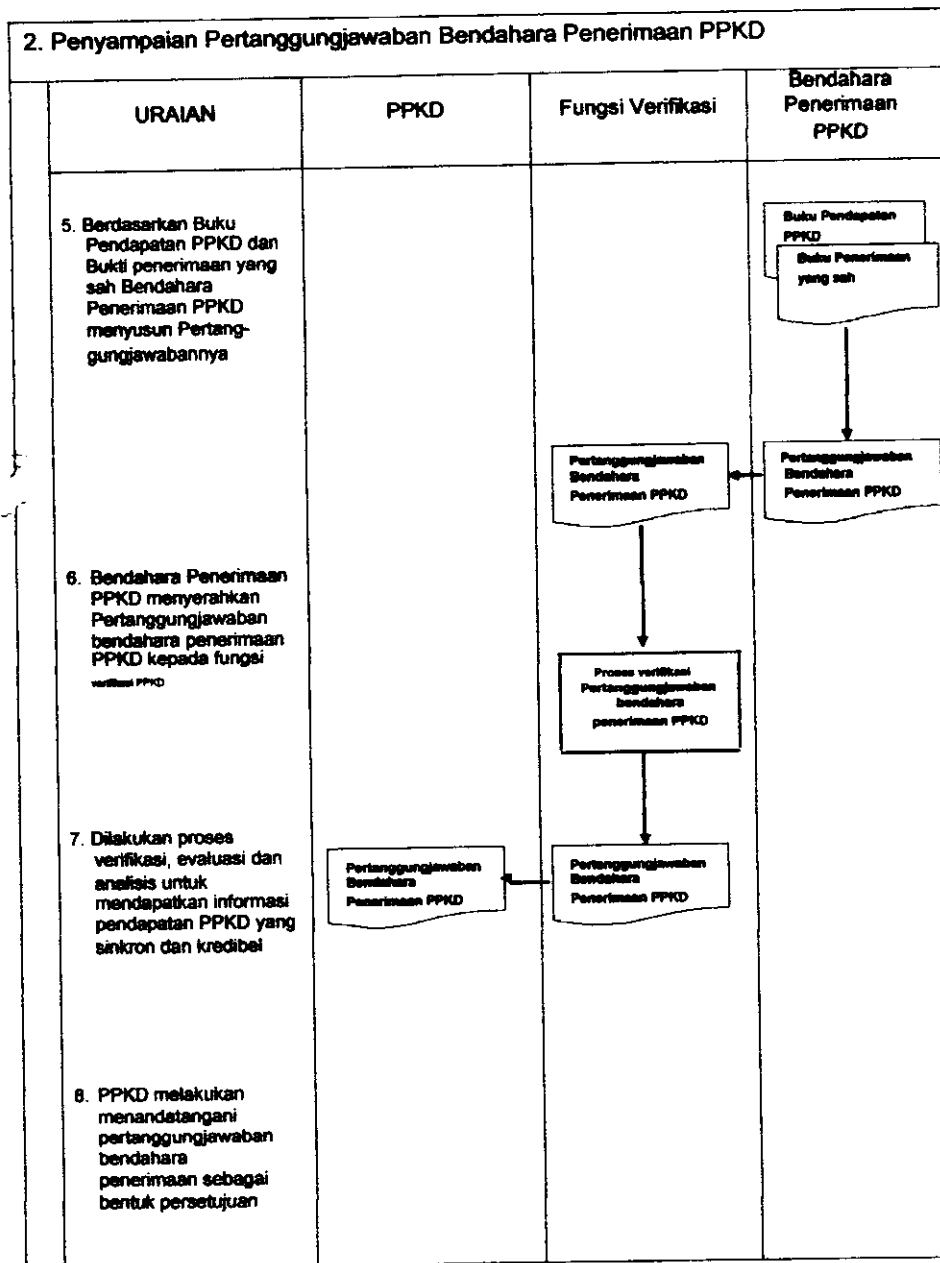 2. Penyampaian Pertanggungjawaban Bendahara Penerimaan PPKD
URAIAN
PPKD
Fungsi Verifikasi
Bendahara
Penerimaan
PPKD
5. Berdasarkan Buku
Pendapatan PPKD dan
Bukti penerimaan yang
sah Bendahara
Penerimaan PPKD
menyusun Pertang-
gungjawabannya
Buku Pendapatan
PPKD
Buku Penerimaan
yang sah
Pertanggungjawaban
Bendahara
Penerimaan PPKD
Pertanggungjawaban
Bendahara
Penerimaan PPKD
6. Bendahara Penerimaan
PPKD menyerahkan
Pertanggungjawaban
bendahara penerimaan
PPKD kepada fungsi
verifikasi PPKD
Proses verifikasi
Pertanggungjawaban
bendahara
penerimaan PPKD
7. Dilakukan proses
verifikasi, evaluasi dan
analisis untuk
mendapatkan informasi
pendapatan PPKD yang
sinkron dan kredibel
Pertanggungjawaban
Bendahara
Penerimaan PPKD
Pertanggungjawaban
Bendahara
Penerimaan PPKD
8. PPKD melakukan
menandatangani
pertanggungjawaban
bendahara
penerimaan sebagai
bentuk persetujuan